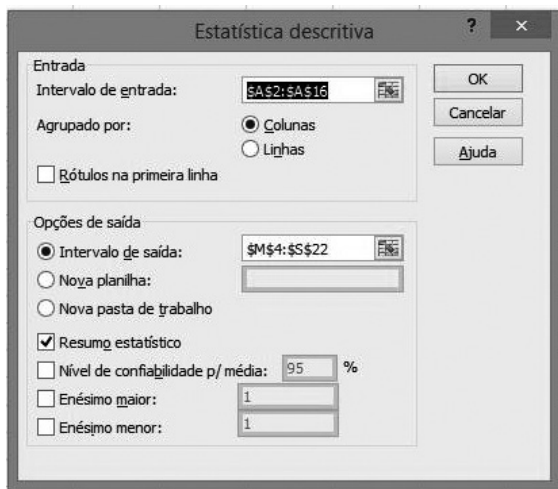 Estatística descritiva ? ×
Entrada
Intervalo de entrada: $A$2:$A$16
OK
Cancelar
Ajuda
Agrupado por: Colunas
Linhas
Rótulos na primeira linha
Opções de saída
Intervalo de saída: $M$4:$S$22
Nova planilha:
Nova pasta de trabalho
Resumo estatístico
Nível de confiabilidade p/ média: 95 %
Enésimo maior: 1
Enésimo menor: 1